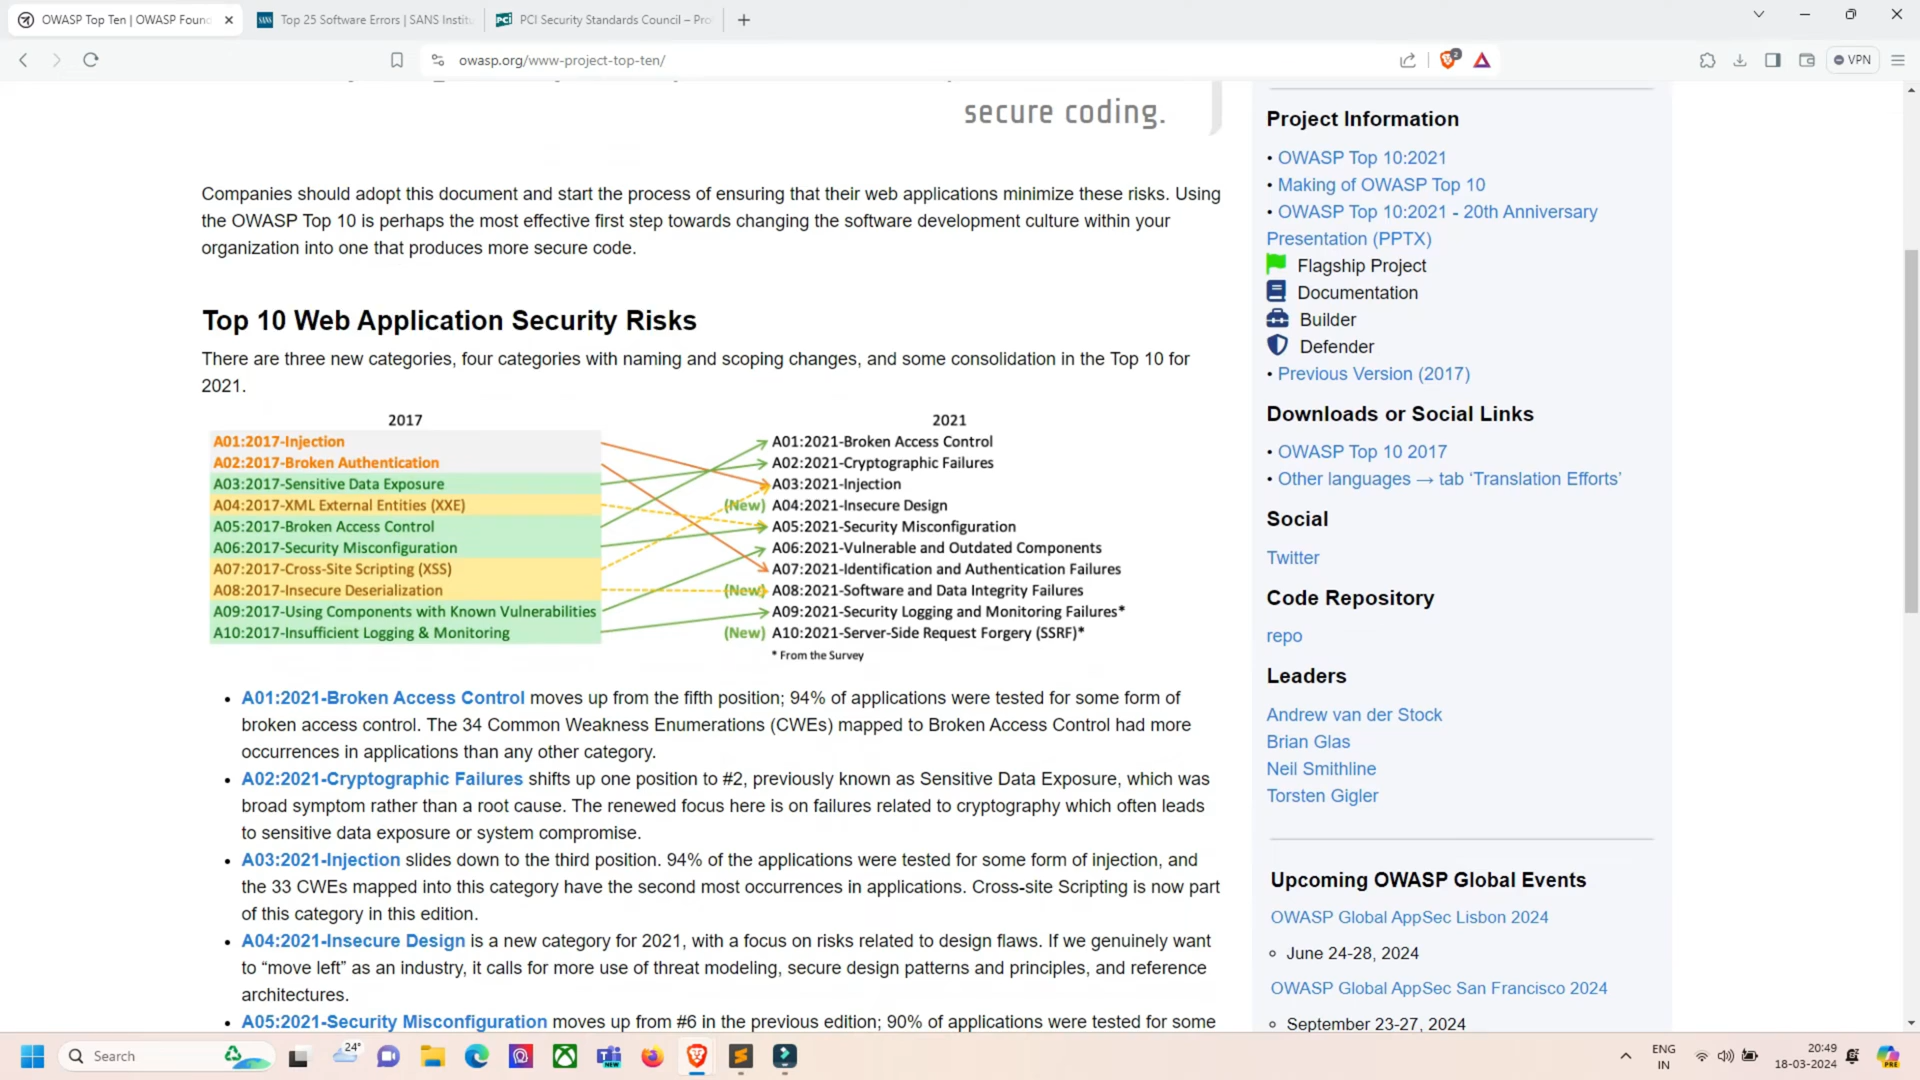 OWASP Top Ten | OWASP Foun
Top 25 Software Errors | SANS Institu
PCI Security Standards Council – Pro
owasp.org/www-project-top-ten/
2
VPN
secure coding.
Companies should adopt this document and start the process of ensuring that their web applications minimize these risks. Using
the OWASP Top 10 is perhaps the most effective first step towards changing the software development culture within your
organization into one that produces more secure code.
Top 10 Web Application Security Risks
There are three new categories, four categories with naming and scoping changes, and some consolidation in the Top 10 for
2021.
2017
A01:2017-Injection
A02:2017-Broken Authentication
A03:2017-Sensitive Data Exposure
A04:2017-XML External Entities (XXE)
A05:2017-Broken Access Control
A06:2017-Security Misconfiguration
A07:2017-Cross-Site Scripting (XSS)
A08:2017-Insecure Deserialization
A09:2017-Using Components with Known Vulnerabilities
A10:2017-Insufficient Logging & Monitoring
2021
A01:2021-Broken Access Control
A02:2021-Cryptographic Failures
A03:2021-Injection
(New) A04:2021-Insecure Design
A05:2021-Security Misconfiguration
A06:2021-Vulnerable and Outdated Components
A07:2021-Identification and Authentication Failures
(New) A08:2021-Software and Data Integrity Failures
A09:2021-Security Logging and Monitoring Failures*
(New) A10:2021-Server-Side Request Forgery (SSRF)*
* From the Survey
• A01:2021-Broken Access Control moves up from the fifth position; 94% of applications were tested for some form of
broken access control. The 34 Common Weakness Enumerations (CWEs) mapped to Broken Access Control had more
occurrences in applications than any other category.
• A02:2021-Cryptographic Failures shifts up one position to #2, previously known as Sensitive Data Exposure, which was
broad symptom rather than a root cause. The renewed focus here is on failures related to cryptography which often leads
to sensitive data exposure or system compromise.
• A03:2021-Injection slides down to the third position. 94% of the applications were tested for some form of injection, and
the 33 CWEs mapped into this category have the second most occurrences in applications. Cross-site Scripting is now part
of this category in this edition.
• A04:2021-Insecure Design is a new category for 2021, with a focus on risks related to design flaws. If we genuinely want
to “move left” as an industry, it calls for more use of threat modeling, secure design patterns and principles, and reference
architectures.
• A05:2021-Security Misconfiguration moves up from #6 in the previous edition; 90% of applications were tested for some
Project Information
• OWASP Top 10:2021
• Making of OWASP Top 10
• OWASP Top 10:2021 - 20th Anniversary
Presentation (PPTX)
Flagship Project
Documentation
Builder
Defender
• Previous Version (2017)
Downloads or Social Links
• OWASP Top 10 2017
• Other languages → tab ‘Translation Efforts’
Social
Twitter
Code Repository
repo
Leaders
Andrew van der Stock
Brian Glas
Neil Smithline
Torsten Gigler
Upcoming OWASP Global Events
OWASP Global AppSec Lisbon 2024
June 24-28, 2024
OWASP Global AppSec San Francisco 2024
September 23-27, 2024
Search
24°
NEW
ENG
IN
20:49
18-03-2024
PRE